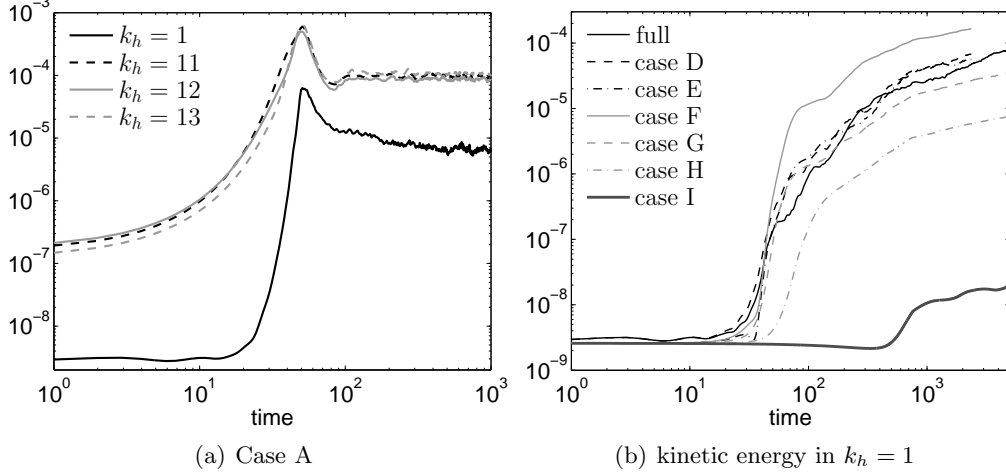 10⁻³
10⁻⁴
10⁻⁵
10⁻⁶
10⁻⁷
10⁻⁸
k_h = 1
k_h = 11
k_h = 12
k_h = 13
10⁰ 10¹ 10² 10³
time
(a) Case A
10⁻⁴
10⁻⁵
10⁻⁶
10⁻⁷
10⁻⁸
10⁻⁹
full
case D
case E
case F
case G
case H
case I
10⁰ 10¹ 10² 10³
time
(b) kinetic energy in k_h = 1